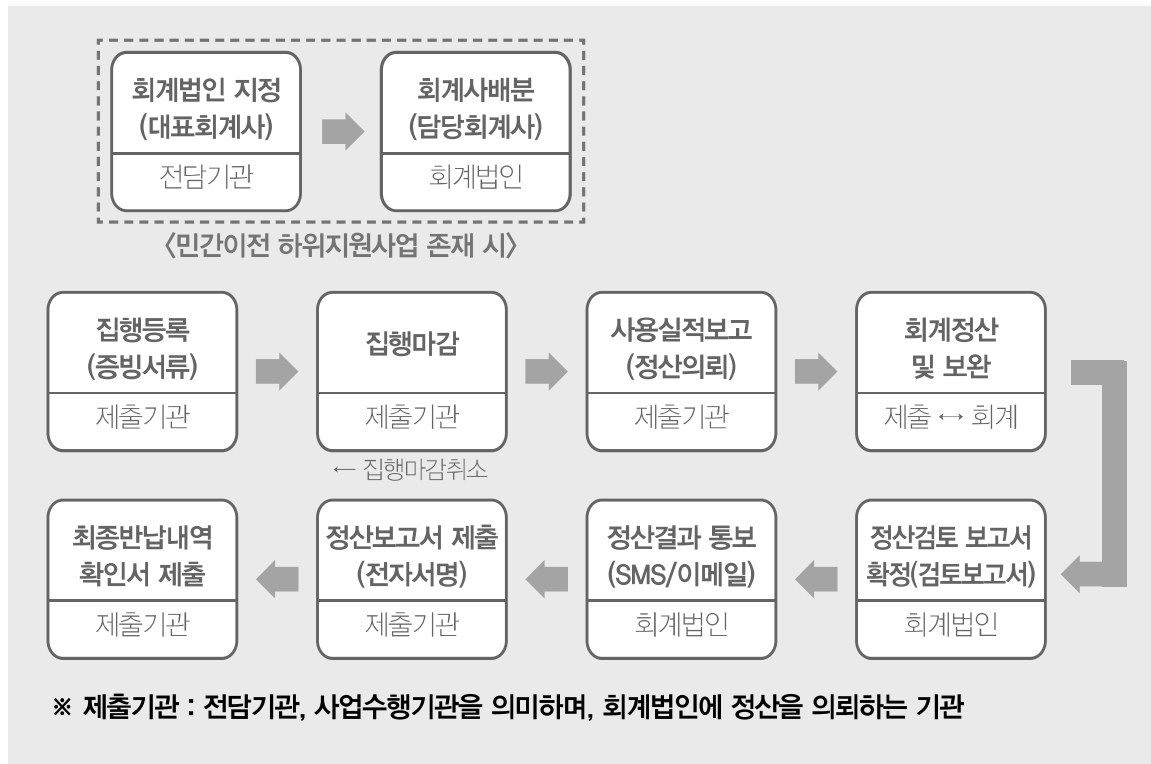 회계법인 지정
(대표회계사)
전담기관
회계사배분
(담당회계사)
회계법인
〈민간이전 하위지원사업 존재 시〉
집행등록
(증빙서류)
제출기관
집행마감
제출기관
← 집행마감취소
사용실적보고
(정산의뢰)
제출기관
회계정산
및 보완
제출 ↔ 회계
정산검토 보고서
확정(검토보고서)
회계법인
정산결과 통보
(SMS/이메일)
회계법인
정산보고서 제출
(전자서명)
제출기관
최종반납내역
확인서 제출
제출기관
※ 제출기관 : 전담기관, 사업수행기관을 의미하며, 회계법인에 정산을 의뢰하는 기관